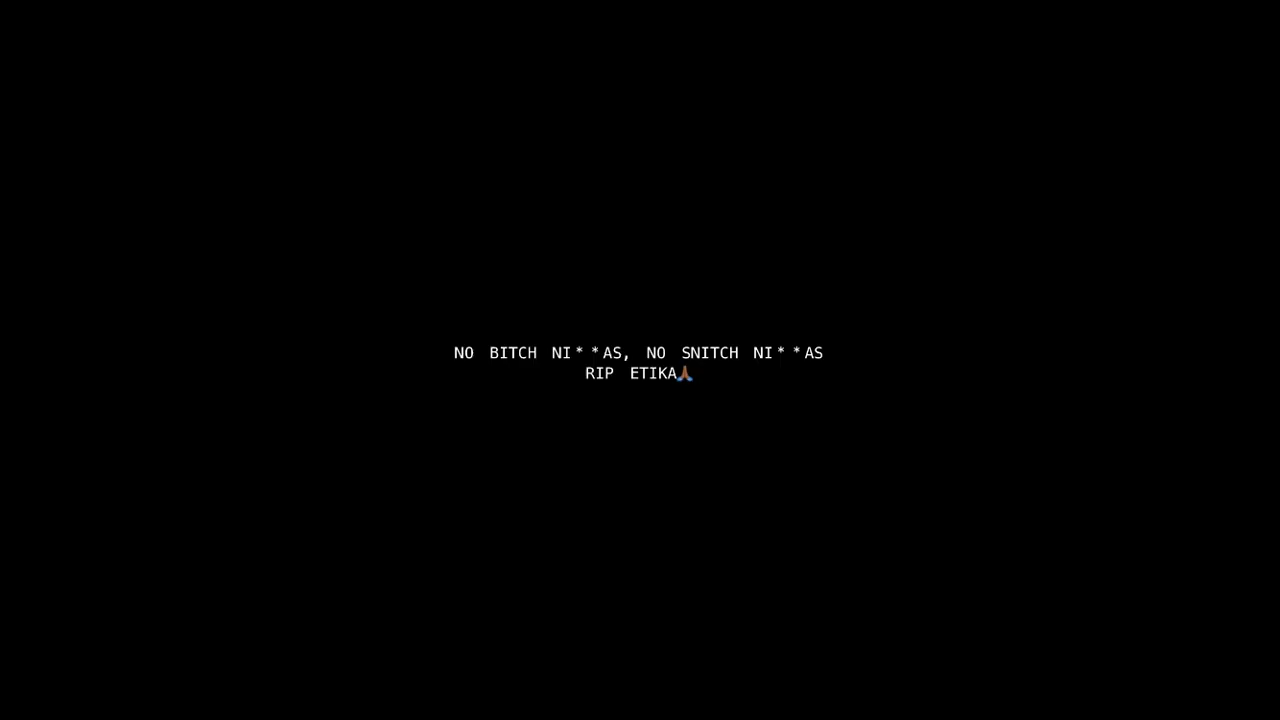 NO BITCH NI**AS, NO SNITCH NI**AS
RIP ETIKA🙏🏾